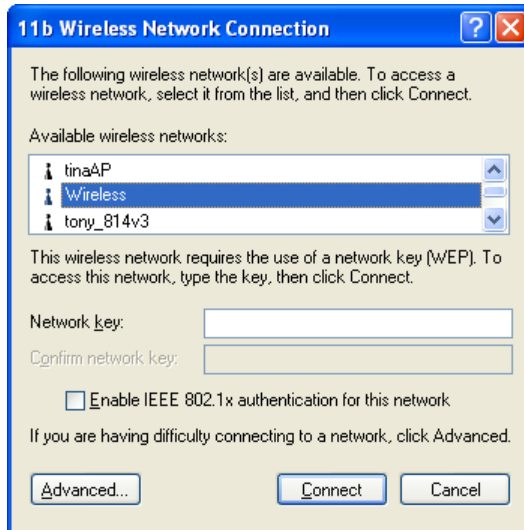 11b Wireless Network Connection
The following wireless network(s) are available. To access a
wireless network, select it from the list, and then click Connect.
Available wireless networks:
tinaAP
Wireless
tony_814v3
This wireless network requires the use of a network key (WEP). To
access this network, type the key, then click Connect.
Network key:
Confirm network key:
Enable IEEE 802.1x authentication for this network
If you are having difficulty connecting to a network, click Advanced.
Advanced... Connect Cancel